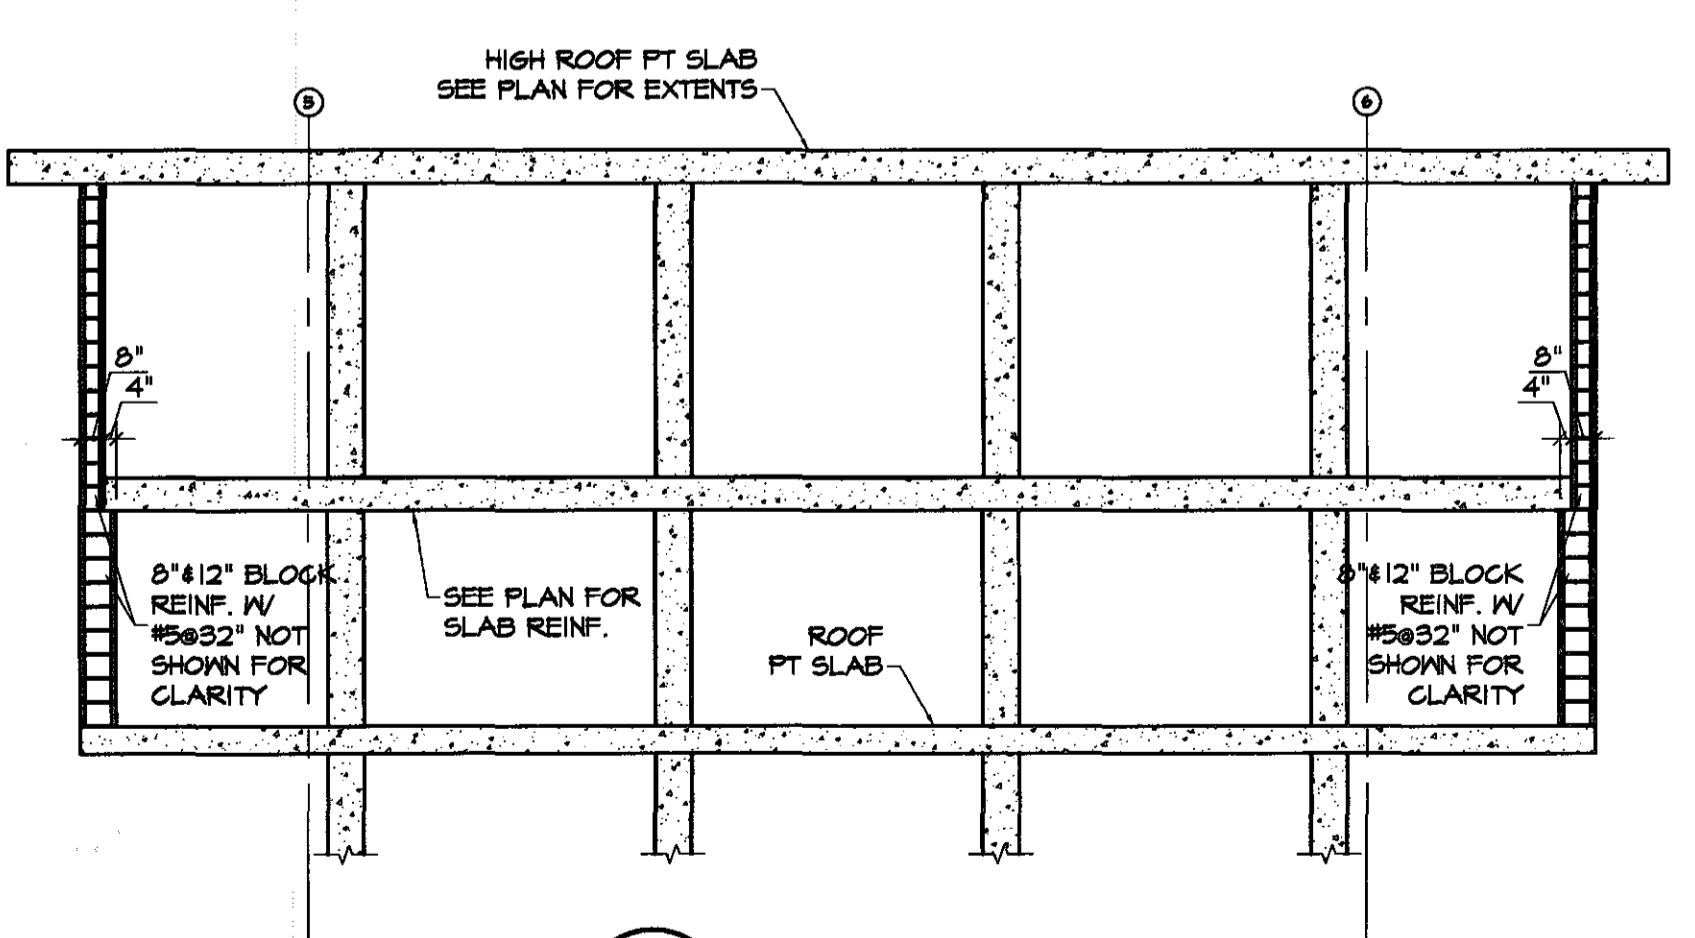 HIGH ROOF PT SLAB
SEE PLAN FOR EXTENTS
5
6
8"
4"
8"
4"
8"&12" BLOCK
REINF. W/
#5@32" NOT
SHOWN FOR
CLARITY
SEE PLAN FOR
SLAB REINF.
ROOF
PT SLAB
8"&12" BLOCK
REINF. W/
#5@32" NOT
SHOWN FOR
CLARITY